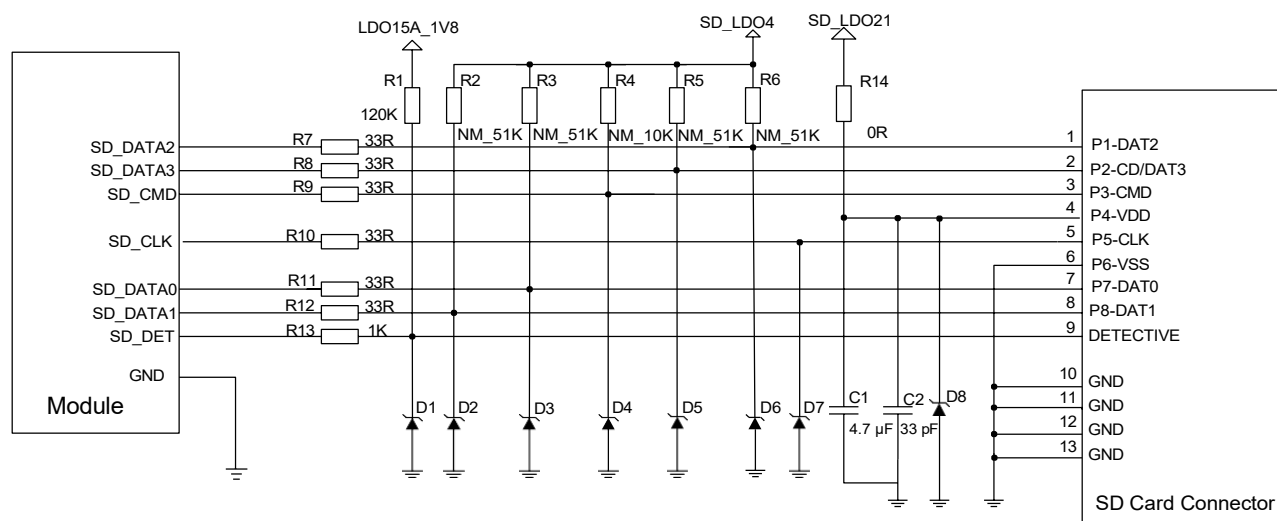 LDO15A_1V8 SD_LDO4 SD_LDO21
R1 R2 R3 R4 R5 R6 R14
120K NM_51K NM_51K NM_10K NM_51K NM_51K 0R
SD_DATA2 R7 33R 1 P1-DAT2
SD_DATA3 R8 33R 2 P2-CD/DAT3
SD_CMD R9 33R 3 P3-CMD
4 P4-VDD
SD_CLK R10 33R 5 P5-CLK
6 P6-VSS
SD_DATA0 R11 33R 7 P7-DAT0
SD_DATA1 R12 33R 8 P8-DAT1
SD_DET R13 1K 9 DETECTIVE
GND 10 GND
Module D1 D2 D3 D4 D5 D6 D7 C1 C2 D8 11 GND
4.7 µF 33 pF 12 GND
13 GND
SD Card Connector